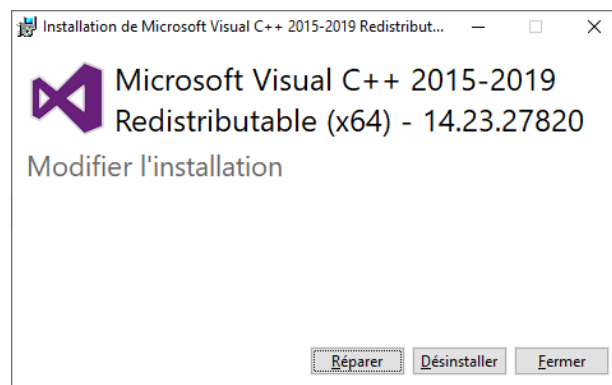 Installation de Microsoft Visual C++ 2015-2019 Redistribut...
Microsoft Visual C++ 2015-2019
Redistributable (x64) - 14.23.27820
Modifier l'installation
Réparer Désinstaller Fermer